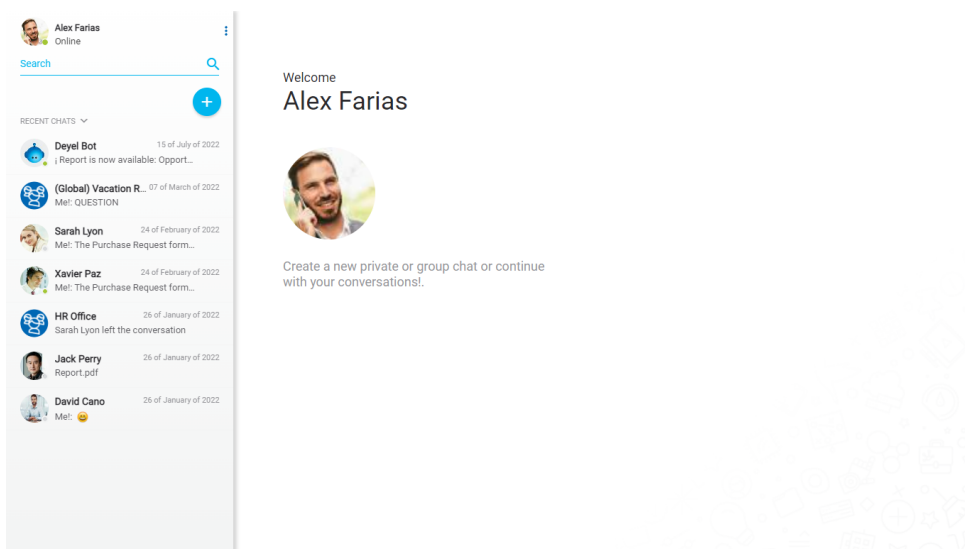 Alex Farias
Online
Search
RECENT CHATS
Deyel Bot 15 of July of 2022
¡ Report is now available: Opport...
(Global) Vacation R... 07 of March of 2022
Me!: QUESTION
Sarah Lyon 24 of February of 2022
Me!: The Purchase Request form...
Xavier Paz 24 of February of 2022
Me!: The Purchase Request form...
HR Office 26 of January of 2022
Sarah Lyon left the conversation
Jack Perry 26 of January of 2022
Report.pdf
David Cano 26 of January of 2022
Me!: 😄
Welcome
Alex Farias
Create a new private or group chat or continue
with your conversations!.